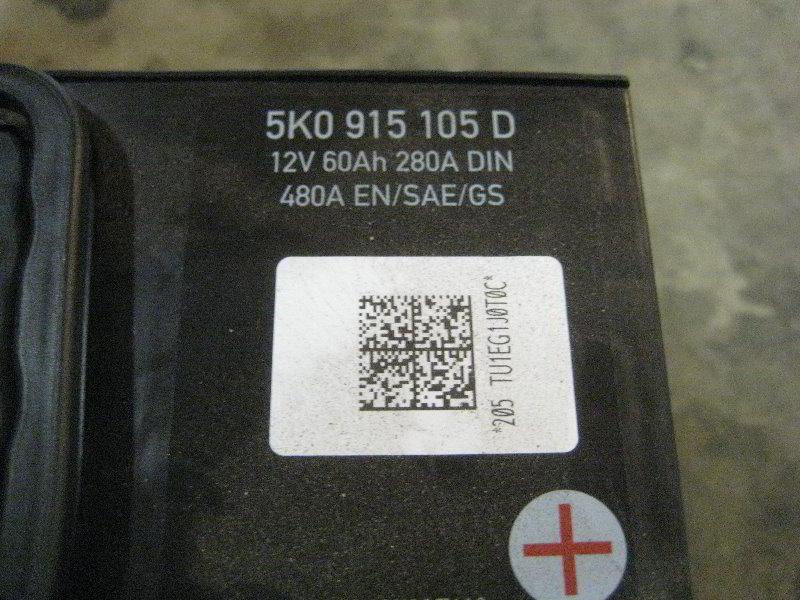 5K0 915 105 D
12V 60Ah 280A DIN
480A EN/SAE/GS
*205 TU1EG1J0T0C*